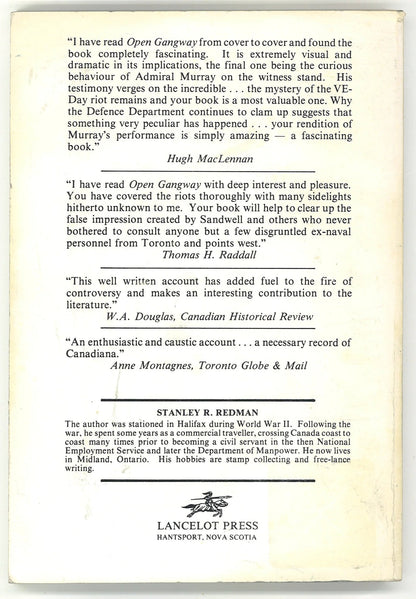 "I have read Open Gangway from cover to cover and found the
book completely fascinating. It is extremely visual and
dramatic in its implications, the final one being the curious
behaviour of Admiral Murray on the witness stand. His
testimony verges on the incredible . . . the mystery of the VE-
Day riot remains and your book is a most valuable one. Why
the Defence Department continues to clam up suggests that
something very peculiar has happened . . . your rendition of
Murray's performance is simply amazing — a fascinating
book."
Hugh MacLennan
"I have read Open Gangway with deep interest and pleasure.
You have covered the riots thoroughly with many sidelights
hitherto unknown to me. Your book will help to clear up the
false impression created by Sandwell and others who never
bothered to consult anyone but a few disgruntled ex-naval
personnel from Toronto and points west."
Thomas H. Raddall
"This well written account has added fuel to the fire of
controversy and makes an interesting contribution to the
literature."
W.A. Douglas, Canadian Historical Review
"An enthusiastic and caustic account . . . a necessary record of
Canadiana."
Anne Montagnes, Toronto Globe & Mail
STANLEY R. REDMAN
The author was stationed in Halifax during World War II. Following the
war, he spent some years as a commercial traveller, crossing Canada coast to
coast many times prior to becoming a civil servant in the then National
Employment Service and later the Department of Manpower. He now lives
in Midland, Ontario. His hobbies are stamp collecting and free-lance
writing.
LANCELOT PRESS
HANTSPORT, NOVA SCOTIA